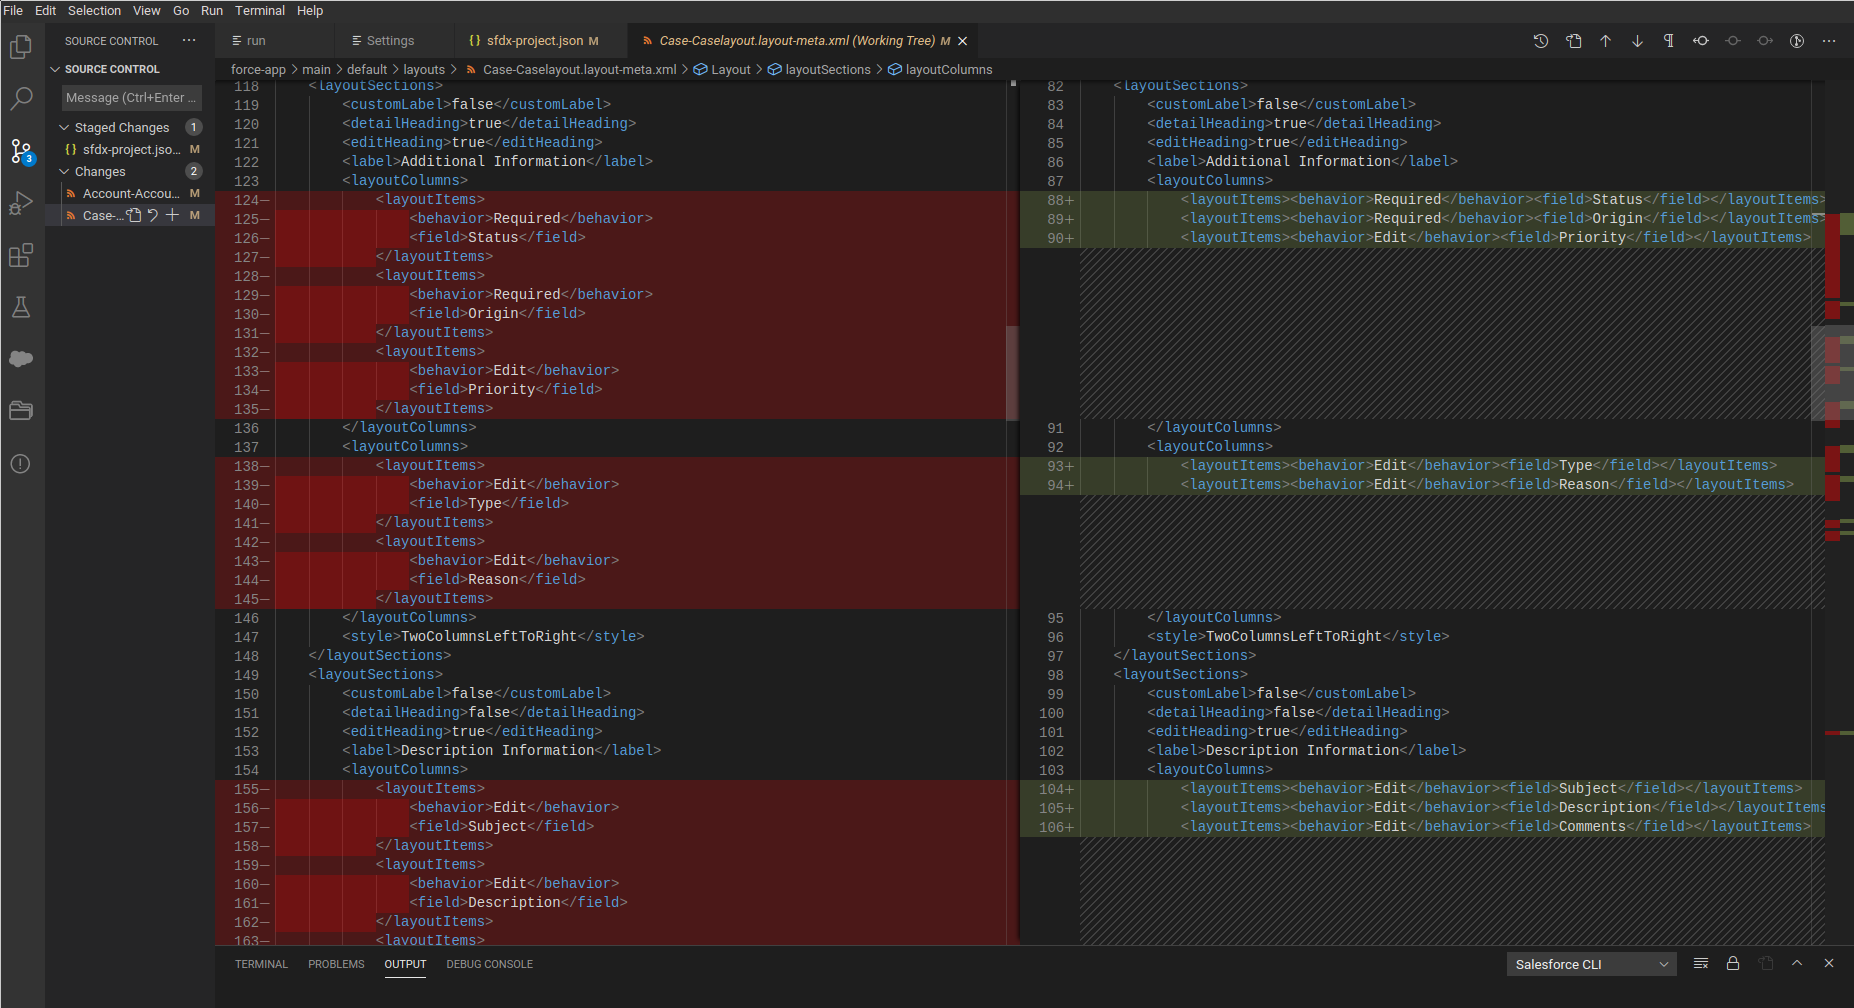 File Edit Selection View Go Run Terminal Help
SOURCE CONTROL ···
run
Settings
{} sfdx-project.json M
Case-Caselayout.layout-meta.xml (Working Tree) M
SOURCE CONTROL
Message (Ctrl+Enter ...
Staged Changes 1
{} sfdx-project.jso... M
Changes 2
Account-Accou... M
Case-... M
3
force-app > main > default > layouts > Case-Caselayout.layout-meta.xml > Layout > layoutSections > layoutColumns
118 <layoutSections>
119 <customLabel>false</customLabel>
120 <detailHeading>true</detailHeading>
121 <editHeading>true</editHeading>
122 <label>Additional Information</label>
123 <layoutColumns>
124— <layoutItems>
125— <behavior>Required</behavior>
126— <field>Status</field>
127— </layoutItems>
128— <layoutItems>
129— <behavior>Required</behavior>
130— <field>Origin</field>
131— </layoutItems>
132— <layoutItems>
133— <behavior>Edit</behavior>
134— <field>Priority</field>
135— </layoutItems>
136 </layoutColumns>
137 <layoutColumns>
138— <layoutItems>
139— <behavior>Edit</behavior>
140— <field>Type</field>
141— </layoutItems>
142— <layoutItems>
143— <behavior>Edit</behavior>
144— <field>Reason</field>
145— </layoutItems>
146 </layoutColumns>
147 <style>TwoColumnsLeftToRight</style>
148 </layoutSections>
149 <layoutSections>
150 <customLabel>false</customLabel>
151 <detailHeading>false</detailHeading>
152 <editHeading>true</editHeading>
153 <label>Description Information</label>
154 <layoutColumns>
155— <layoutItems>
156— <behavior>Edit</behavior>
157— <field>Subject</field>
158— </layoutItems>
159— <layoutItems>
160— <behavior>Edit</behavior>
161— <field>Description</field>
162— </layoutItems>
163— <layoutItems>
82 <layoutSections>
83 <customLabel>false</customLabel>
84 <detailHeading>true</detailHeading>
85 <editHeading>true</editHeading>
86 <label>Additional Information</label>
87 <layoutColumns>
88+ <layoutItems><behavior>Required</behavior><field>Status</field></layoutItems>
89+ <layoutItems><behavior>Required</behavior><field>Origin</field></layoutItems>
90+ <layoutItems><behavior>Edit</behavior><field>Priority</field></layoutItems>
91 </layoutColumns>
92 <layoutColumns>
93+ <layoutItems><behavior>Edit</behavior><field>Type</field></layoutItems>
94+ <layoutItems><behavior>Edit</behavior><field>Reason</field></layoutItems>
95 </layoutColumns>
96 <style>TwoColumnsLeftToRight</style>
97 </layoutSections>
98 <layoutSections>
99 <customLabel>false</customLabel>
100 <detailHeading>false</detailHeading>
101 <editHeading>true</editHeading>
102 <label>Description Information</label>
103 <layoutColumns>
104+ <layoutItems><behavior>Edit</behavior><field>Subject</field></layoutItems>
105+ <layoutItems><behavior>Edit</behavior><field>Description</field></layoutItems
106+ <layoutItems><behavior>Edit</behavior><field>Comments</field></layoutItems>
TERMINAL PROBLEMS OUTPUT DEBUG CONSOLE
Salesforce CLI